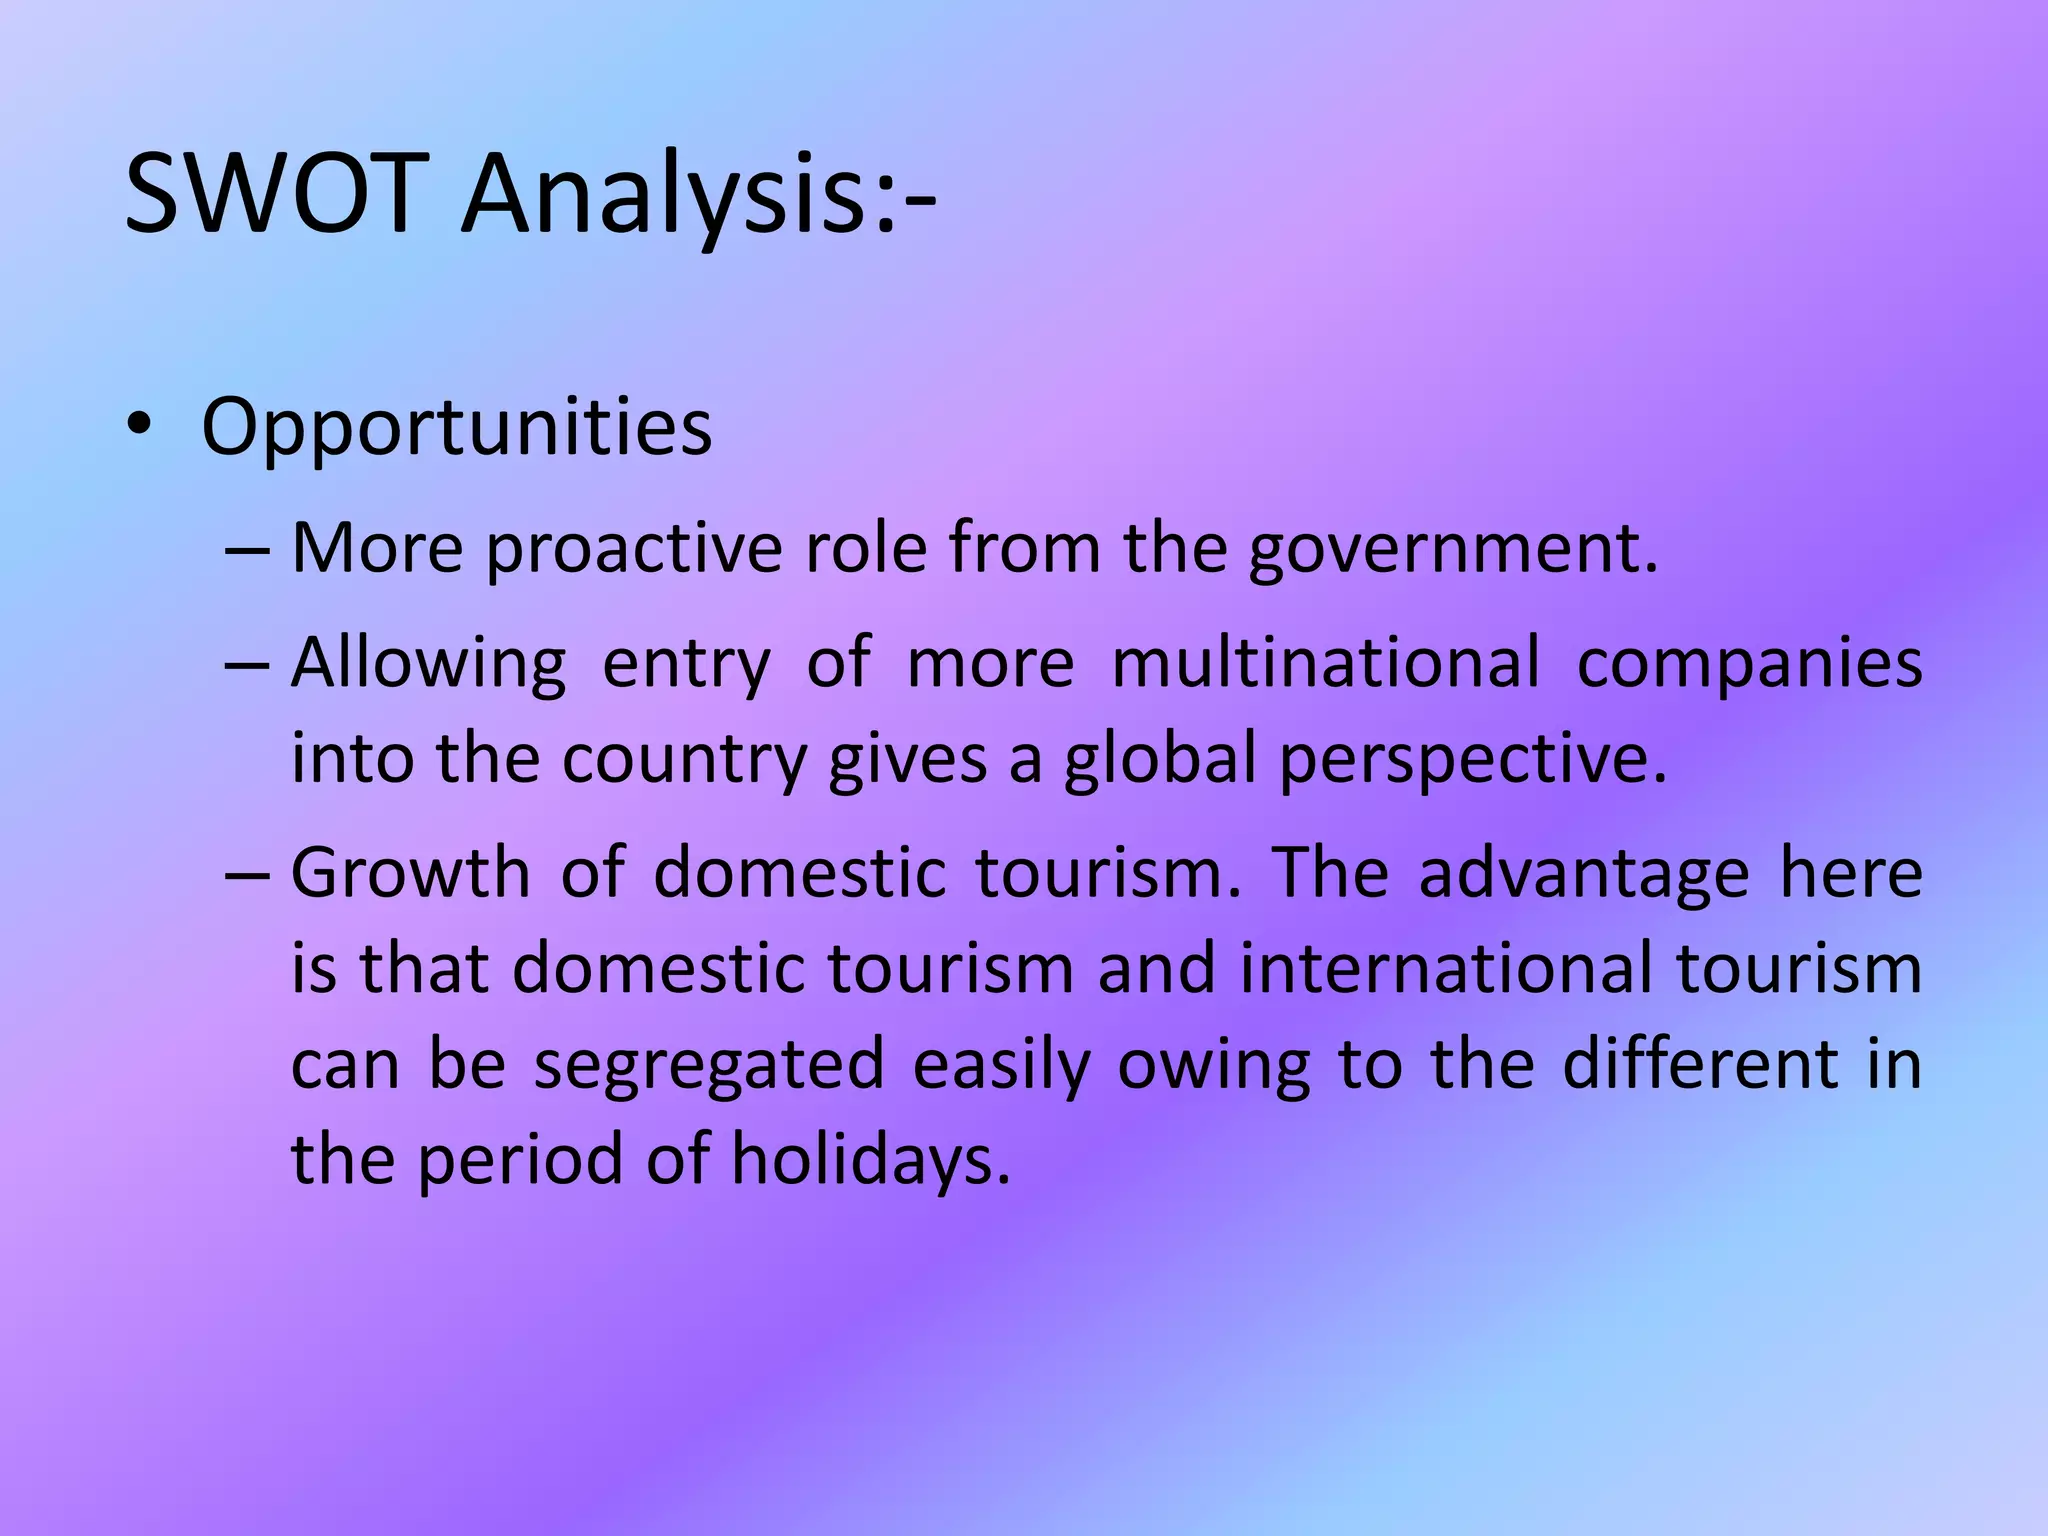 SWOT Analysis:-
• Opportunities
– More proactive role from the government.
– Allowing entry of more multinational companies
into the country gives a global perspective.
– Growth of domestic tourism. The advantage here
is that domestic tourism and international tourism
can be segregated easily owing to the different in
the period of holidays.